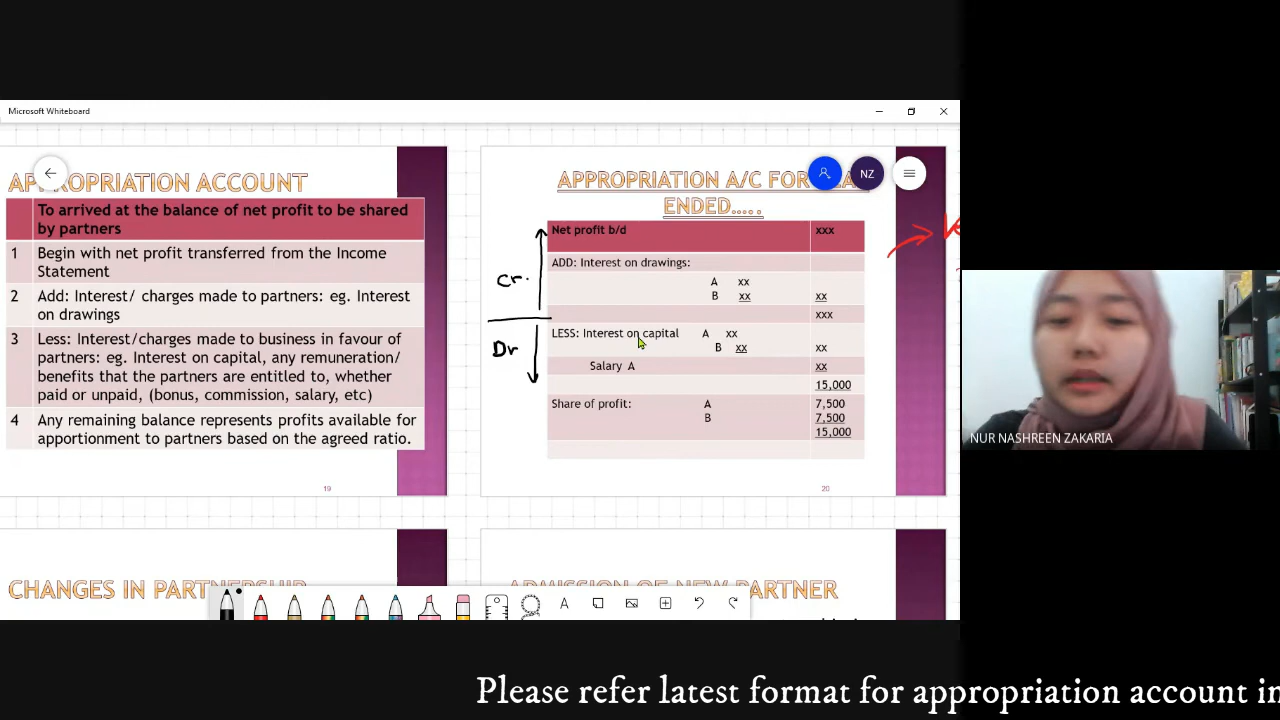 Microsoft Whiteboard
APPROPRIATION ACCOUNT
To arrived at the balance of net profit to be shared
by partners
1 Begin with net profit transferred from the Income
Statement
2 Add: Interest/ charges made to partners: eg. Interest
on drawings
3 Less: Interest/charges made to business in favour of
partners: eg. Interest on capital, any remuneration/
benefits that the partners are entitled to, whether
paid or unpaid, (bonus, commission, salary, etc)
4 Any remaining balance represents profits available for
apportionment to partners based on the agreed ratio.
19
APPROPRIATION A/C FOR
ENDED.....
NZ
Net profit b/d xxx
ADD: Interest on drawings:
A xx
B xx xx
xxx
LESS: Interest on capital A xx
B xx xx
Salary A xx
15,000
Share of profit: A 7,500
B 7,500
15,000
20
Cr.
Dr
NUR NASHREEN ZAKARIA
CHANGES IN PARTNERSHIP
ADMISSION OF NEW PARTNER
A
Please refer latest format for appropriation account in